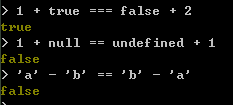 > 1 + true === false + 2
true
> 1 + null == undefined + 1
false
> 'a' - 'b' == 'b' - 'a'
false
>